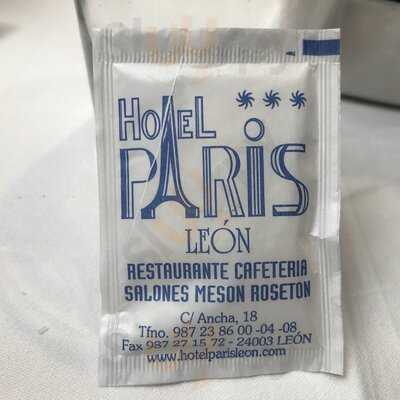 HOTEL
PARIS
LEÓN
RESTAURANTE CAFETERIA
SALONES MESON ROSETON
C/ Ancha, 18
Tfno. 987 23 86 00 -04 -08
Fax 987 27 15 72 - 24003 LEÓN
www.hotelparisleon.com